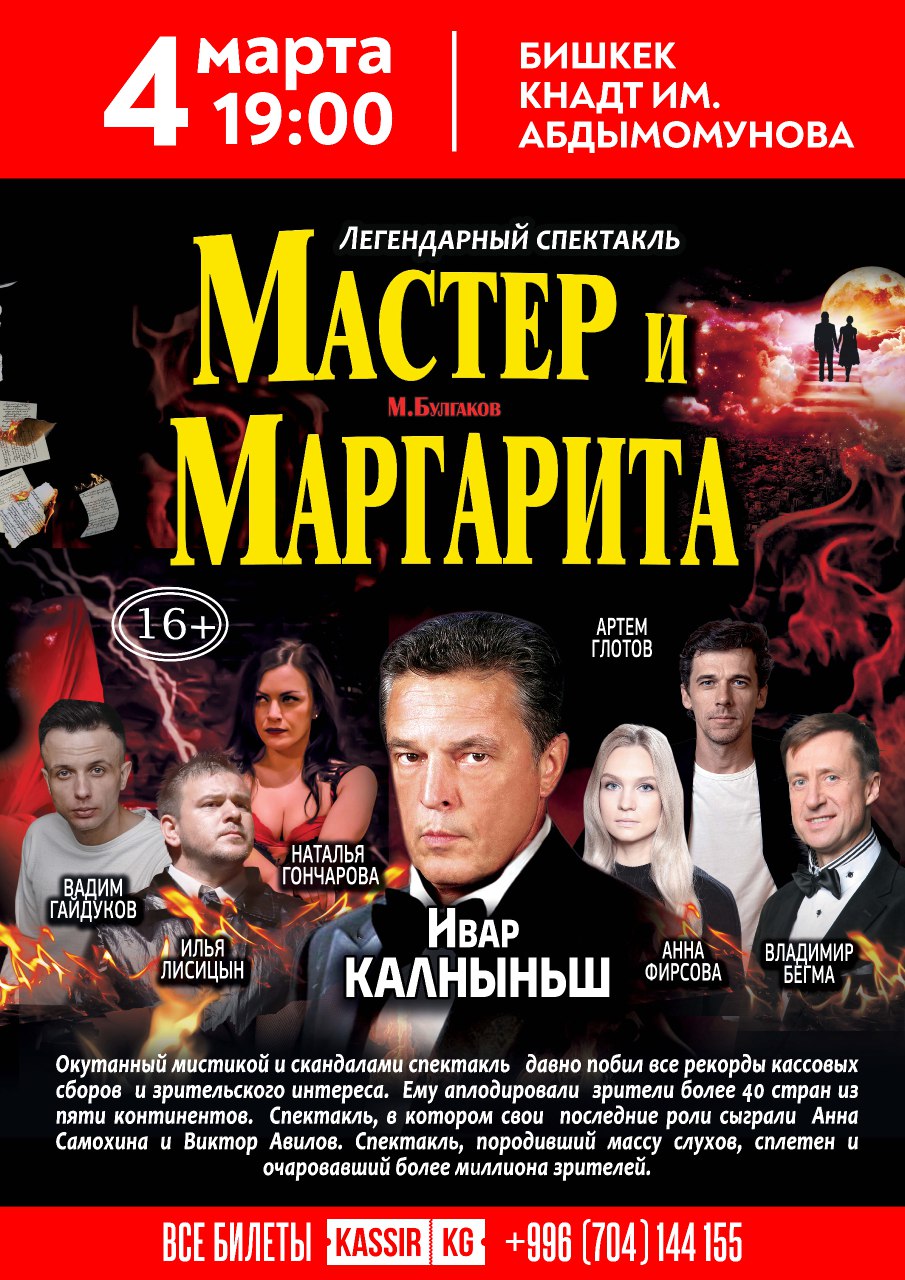 4 марта
19:00
БИШКЕК
КНАДТ ИМ.
АБДЫМОМУНОВА
ЛЕГЕНДАРНЫЙ СПЕКТАКЛЬ
МАСТЕР И
М.БУЛГАКОВ
МАРГАРИТА
16+
АРТЕМ
ГЛОТОВ
НАТАЛЬЯ
ГОНЧАРОВА
ВАДИМ
ГАЙДУКОВ
ИЛЬЯ
ЛИСИЦЫН
ИВАР
КАЛНЫНЬШ
АННА
ФИРСОВА
ВЛАДИМИР
БЕГМА
Окутанный мистикой и скандалами спектакль давно побил все рекорды кассовых
сборов и зрительского интереса. Ему аплодировали зрители более 40 стран из
пяти континентов. Спектакль, в котором свои последние роли сыграли Анна
Самохина и Виктор Авилов. Спектакль, породивший массу слухов, сплетен и
очаровавший более миллиона зрителей.
ВСЕ БИЛЕТЫ KASSIR KG +996 (704) 144 155